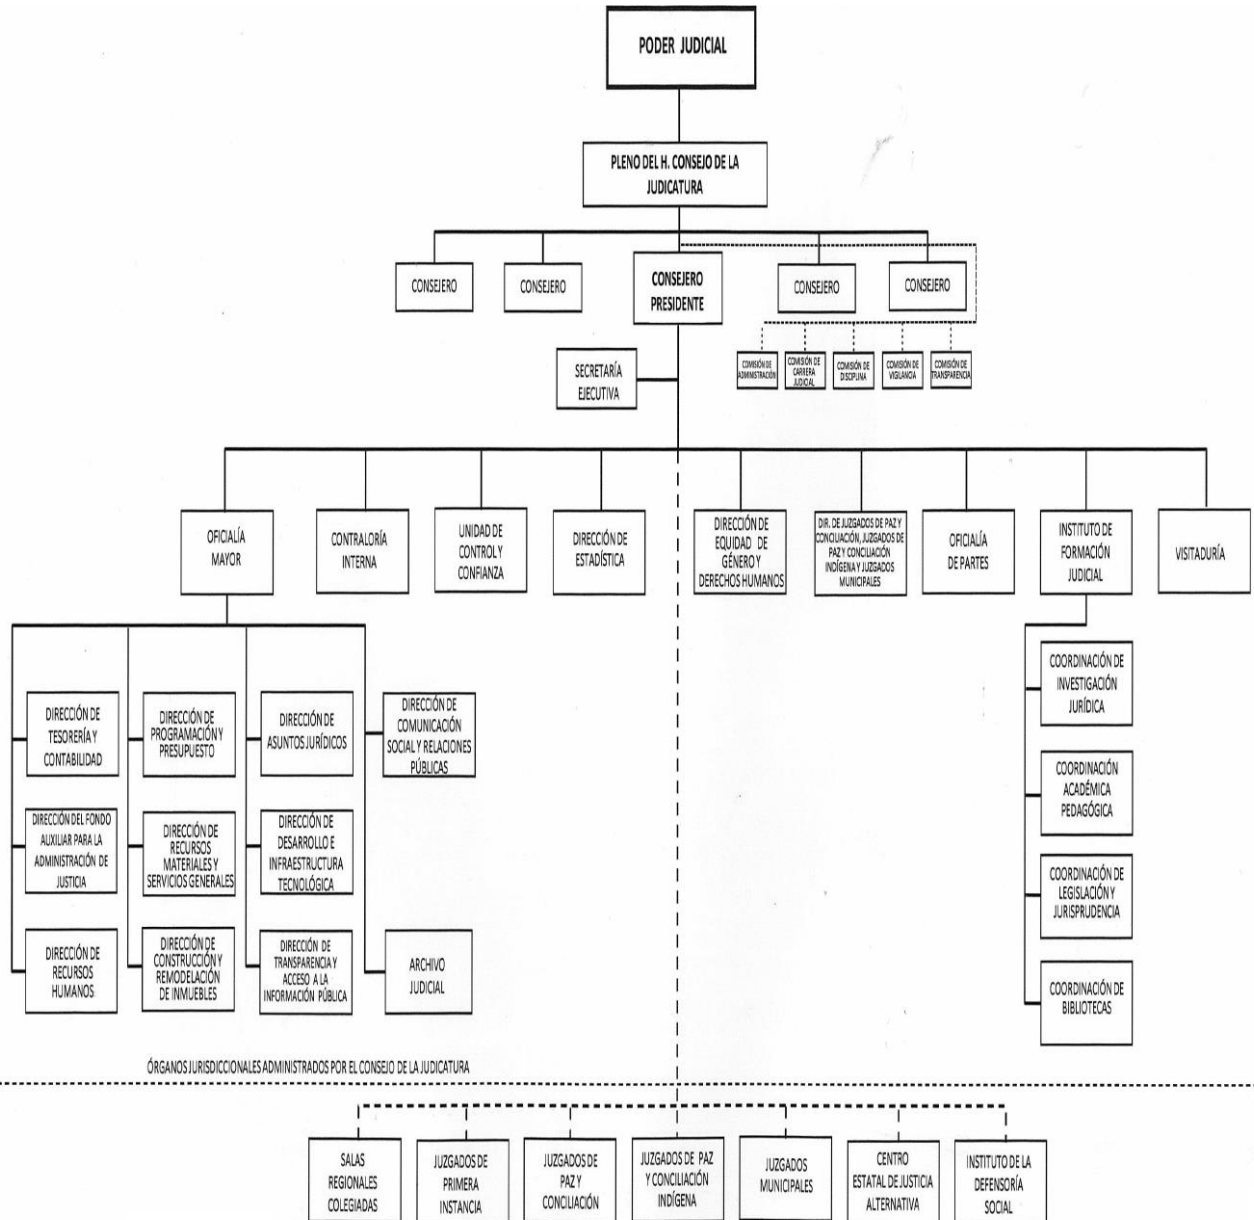 PODER JUDICIAL
PLENO DEL H. CONSEJO DE LA
JUDICATURA
CONSEJERO
CONSEJERO
CONSEJERO
PRESIDENTE
CONSEJERO
CONSEJERO
COMISIÓN DE
ADMINISTRACIÓN
COMISIÓN DE
CARRERA
JUDICIAL
COMISIÓN DE
DISCIPLINA
COMISIÓN DE
VIGILANCIA
COMISIÓN DE
TRANSPARENCIA
SECRETARÍA
EJECUTIVA
OFICIALÍA
MAYOR
CONTRALORÍA
INTERNA
UNIDAD DE
CONTROL Y
CONFIANZA
DIRECCIÓN DE
ESTADÍSTICA
DIRECCIÓN DE
EQUIDAD DE
GÉNERO Y
DERECHOS HUMANOS
DIR. DE JUZGADOS DE PAZ Y
CONCILIACIÓN, JUZGADOS DE
PAZ Y CONCILIACIÓN
INDÍGENA Y JUZGADOS
MUNICIPALES
OFICIALÍA
DE PARTES
INSTITUTO DE
FORMACIÓN
JUDICIAL
VISITADURÍA
DIRECCIÓN DE
TESORERÍA Y
CONTABILIDAD
DIRECCIÓN DE
PROGRAMACIÓN Y
PRESUPUESTO
DIRECCIÓN DE
ASUNTOS JURÍDICOS
DIRECCIÓN DE
COMUNICACIÓN
SOCIAL Y RELACIONES
PÚBLICAS
COORDINACIÓN DE
INVESTIGACIÓN
JURÍDICA
DIRECCIÓN DEL FONDO
AUXILIAR PARA LA
ADMINISTRACIÓN DE
JUSTICIA
DIRECCIÓN DE
RECURSOS
MATERIALES Y
SERVICIOS GENERALES
DIRECCIÓN DE
DESARROLLO E
INFRAESTRUCTURA
TECNOLÓGICA
COORDINACIÓN
ACADÉMICA
PEDAGÓGICA
COORDINACIÓN DE
LEGISLACIÓN Y
JURISPRUDENCIA
DIRECCIÓN DE
RECURSOS
HUMANOS
DIRECCIÓN DE
CONSTRUCCIÓN Y
REMODELACIÓN
DE INMUEBLES
DIRECCIÓN DE
TRANSPARENCIA Y
ACCESO A LA
INFORMACIÓN PÚBLICA
ARCHIVO
JUDICIAL
COORDINACIÓN DE
BIBLIOTECAS
ÓRGANOS JURISDICCIONALES ADMINISTRADOS POR EL CONSEJO DE LA JUDICATURA
SALAS
REGIONALES
COLEGIADAS
JUZGADOS DE
PRIMERA
INSTANCIA
JUZGADOS DE
PAZ Y
CONCILIACIÓN
JUZGADOS DE PAZ
Y CONCILIACIÓN
INDÍGENA
JUZGADOS
MUNICIPALES
CENTRO
ESTATAL DE JUSTICIA
ALTERNATIVA
INSTITUTO DE LA
DEFENSORÍA
SOCIAL